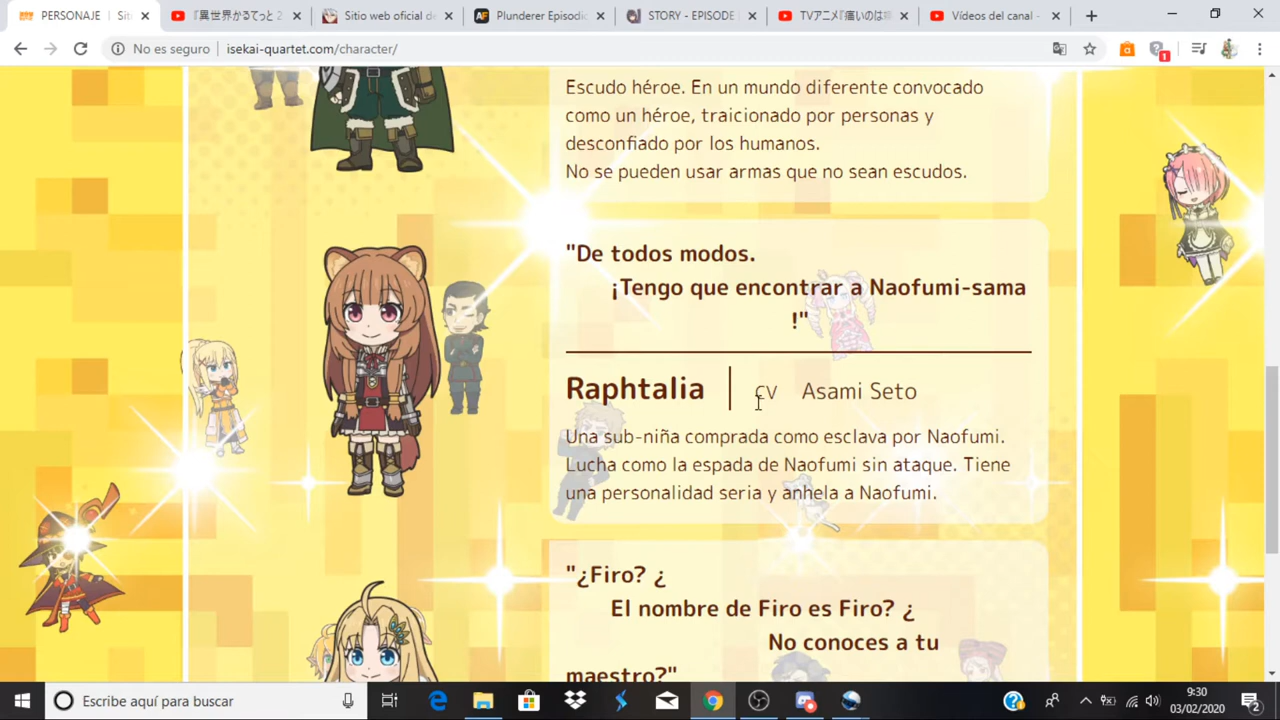 PERSONAJE | Siti
『異世界かるてっと 2
Sitio web oficial de
Plunderer Episodio
STORY - EPISODE
TVアニメ『痛いのは嫌
Vídeos del canal -
No es seguro
isekai-quartet.com/character/
1
Escudo héroe. En un mundo diferente convocado
como un héroe, traicionado por personas y
desconfiado por los humanos.
No se pueden usar armas que no sean escudos.
"De todos modos.
¡Tengo que encontrar a Naofumi-sama
!"
Raphtalia
CV Asami Seto
Una sub-niña comprada como esclava por Naofumi.
Lucha como la espada de Naofumi sin ataque. Tiene
una personalidad seria y anhela a Naofumi.
"¿Firo? ¿
El nombre de Firo es Firo? ¿
No conoces a tu
maestro?"
Escribe aquí para buscar
9:30
03/02/2020
2